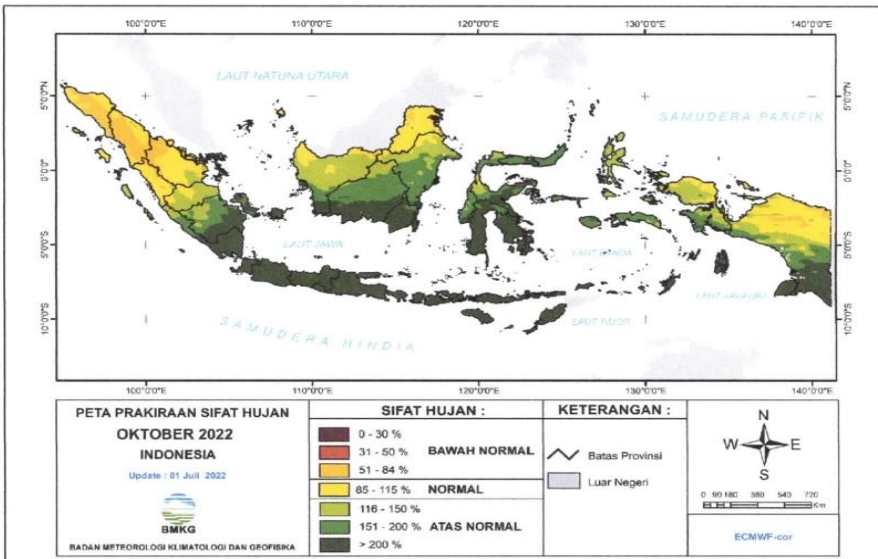 100°0'0"E 110°0'0"E 120°0'0"E 130°0'0"E 140°0'0"E
5°0'0"N
0°0'0"
5°0'0"S
10°0'0"S
LAUT NATUNA UTARA
SAMUDERA PASIFIK
LAUT JAWA
LAUT BANDA
LAUT TIMOR
SAMUDERA HINDIA
100°0'0"E 110°0'0"E 120°0'0"E 130°0'0"E 140°0'0"E
5°0'0"N
0°0'0"
5°0'0"S
10°0'0"S
PETA PRAKIRAAN SIFAT HUJAN
OKTOBER 2022
INDONESIA
Update : 01 Juli 2022
BMKG
BADAN METEOROLOGI KLIMATOLOGI DAN GEOFISIKA
SIFAT HUJAN :
0 - 30 %
31 - 50 % BAWAH NORMAL
51 - 84 %
85 - 115 % NORMAL
116 - 150 %
151 - 200 % ATAS NORMAL
> 200 %
KETERANGAN :
Batas Provinsi
Luar Negeri
N
W E
S
0 90 180 360 540 720
Km
ECMWF-cor